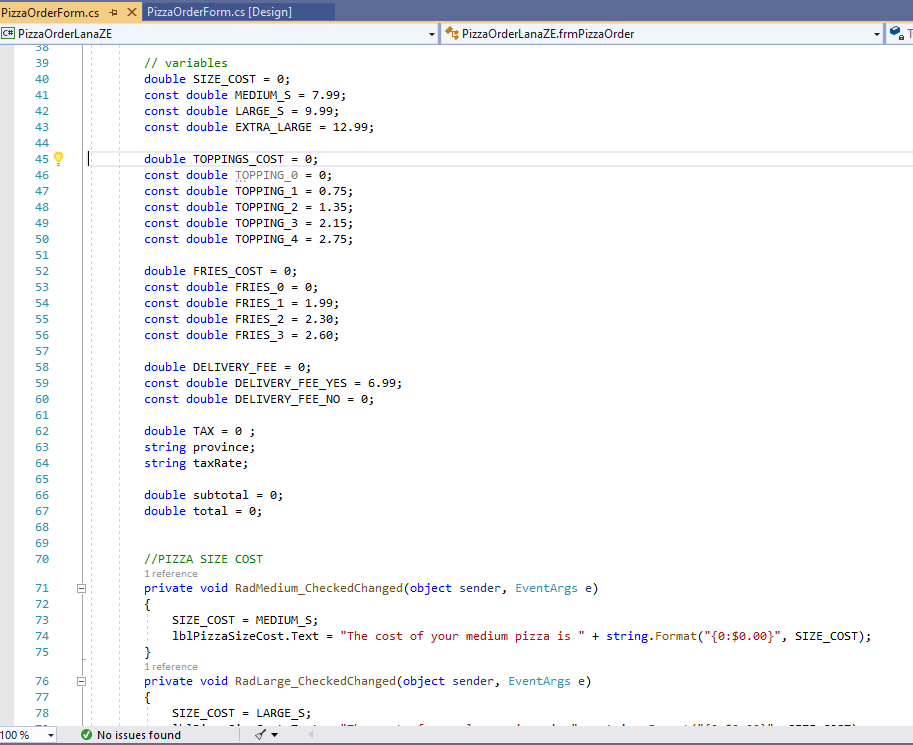 PizzaOrderForm.cs PizzaOrderForm.cs [Design]
C# PizzaOrderLanaZE PizzaOrderLanaZE.frmPizzaOrder
38
39 // variables
40 double SIZE_COST = 0;
41 const double MEDIUM_S = 7.99;
42 const double LARGE_S = 9.99;
43 const double EXTRA_LARGE = 12.99;
44
45 double TOPPINGS_COST = 0;
46 const double TOPPING_0 = 0;
47 const double TOPPING_1 = 0.75;
48 const double TOPPING_2 = 1.35;
49 const double TOPPING_3 = 2.15;
50 const double TOPPING_4 = 2.75;
51
52 double FRIES_COST = 0;
53 const double FRIES_0 = 0;
54 const double FRIES_1 = 1.99;
55 const double FRIES_2 = 2.30;
56 const double FRIES_3 = 2.60;
57
58 double DELIVERY_FEE = 0;
59 const double DELIVERY_FEE_YES = 6.99;
60 const double DELIVERY_FEE_NO = 0;
61
62 double TAX = 0 ;
63 string province;
64 string taxRate;
65
66 double subtotal = 0;
67 double total = 0;
68
69
70 //PIZZA SIZE COST
1 reference
71 private void RadMedium_CheckedChanged(object sender, EventArgs e)
72 {
73 SIZE_COST = MEDIUM_S;
74 lblPizzaSizeCost.Text = "The cost of your medium pizza is " + string.Format("{0:$0.00}", SIZE_COST);
75 }
1 reference
76 private void RadLarge_CheckedChanged(object sender, EventArgs e)
77 {
78 SIZE_COST = LARGE_S;
100 % No issues found